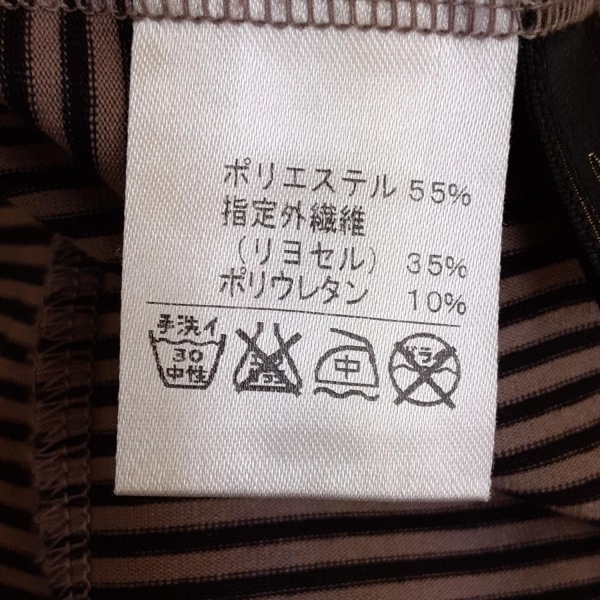 ポリエステル 55%
指定外繊維
（リヨセル） 35%
ポリウレタン 10%
手洗イ
30
中性
中
ドライ